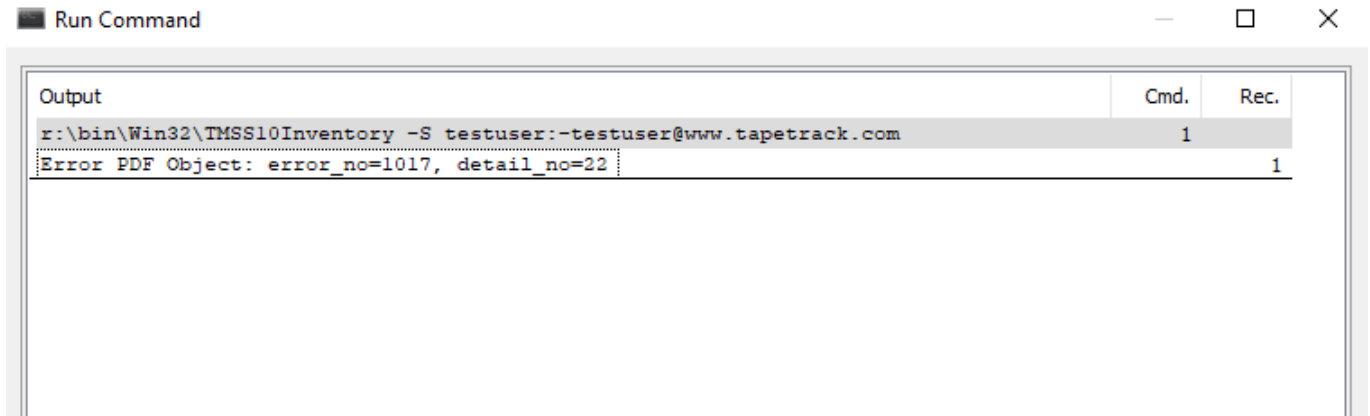 Run Command
Output Cmd. Rec.
r:\bin\Win32\TMSS10Inventory -S testuser:-testuser@www.tapetrack.com 1
Error PDF Object: error_no=1017, detail_no=22 1